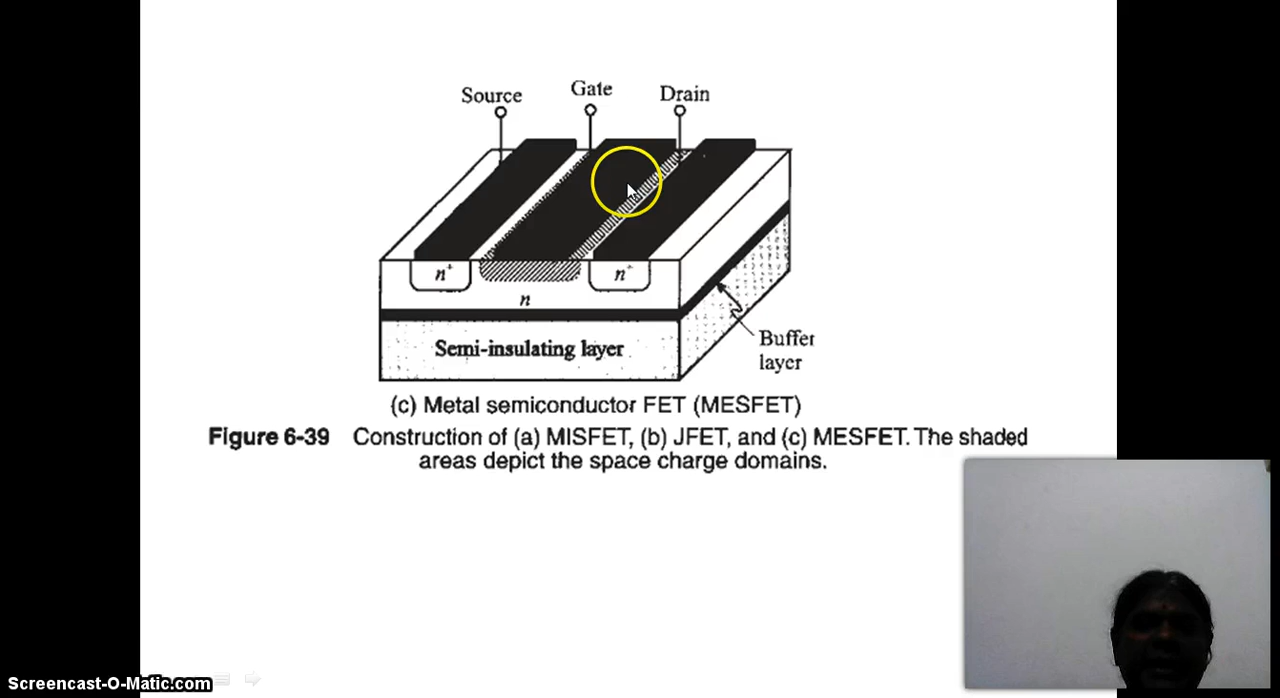 Source Gate Drain
n+ n+
n
Semi-insulating layer
Buffer
layer
(c) Metal semiconductor FET (MESFET)
Figure 6-39 Construction of (a) MISFET, (b) JFET, and (c) MESFET. The shaded
areas depict the space charge domains.
Screencast-O-Matic.com